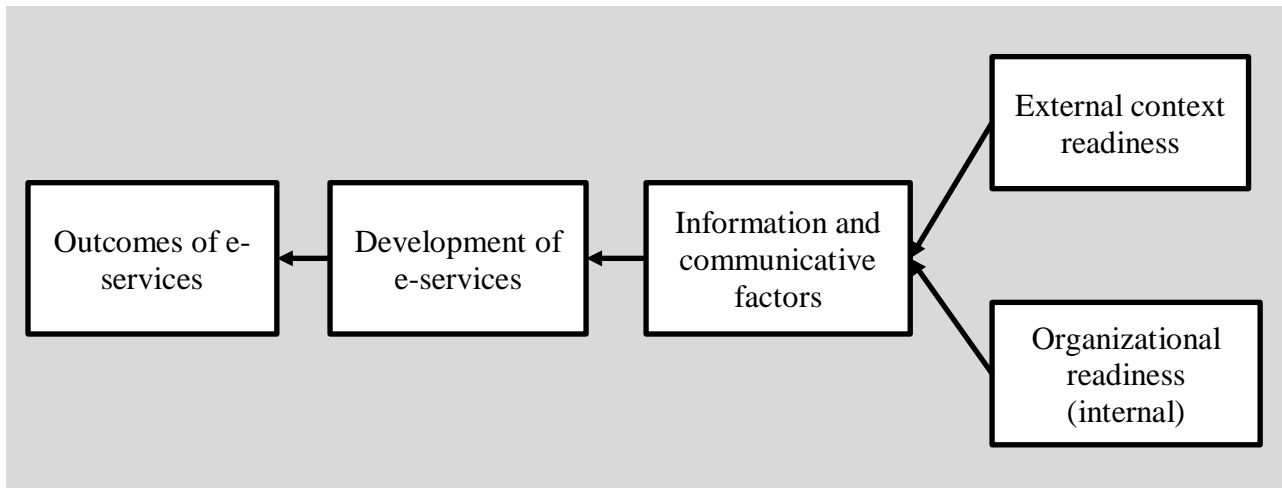 Outcomes of e-
services
Development of
e-services
Information and
communicative
factors
External context
readiness
Organizational
readiness
(internal)